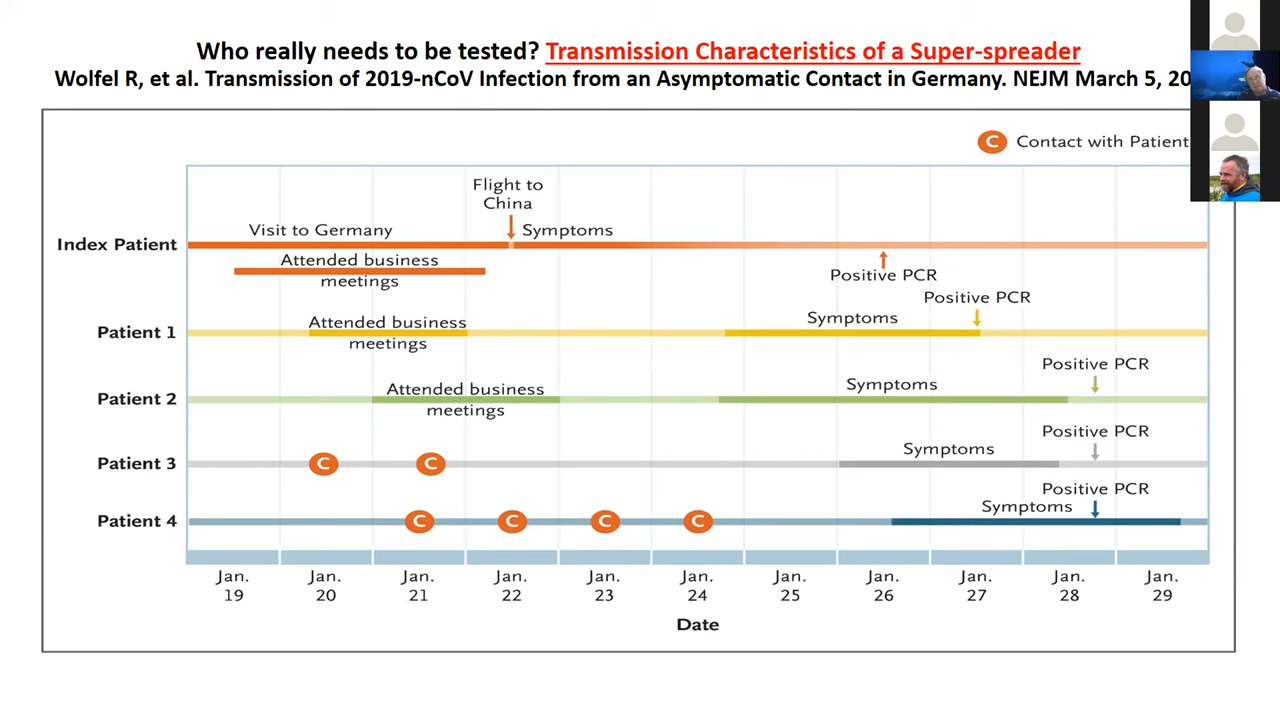 Who really needs to be tested? Transmission Characteristics of a Super-spreader
Wolfel R, et al. Transmission of 2019-nCoV Infection from an Asymptomatic Contact in Germany. NEJM March 5, 20
C Contact with Patient
Flight to
China
Visit to Germany
Symptoms
Index Patient
Attended business
meetings
Positive PCR
Positive PCR
Attended business
Symptoms
Patient 1
meetings
Positive PCR
Attended business
Symptoms
Patient 2
meetings
Positive PCR
Symptoms
Patient 3
C C
Positive PCR
Symptoms
Patient 4
C C C C
Jan. Jan. Jan. Jan. Jan. Jan. Jan. Jan. Jan. Jan. Jan.
19 20 21 22 23 24 25 26 27 28 29
Date